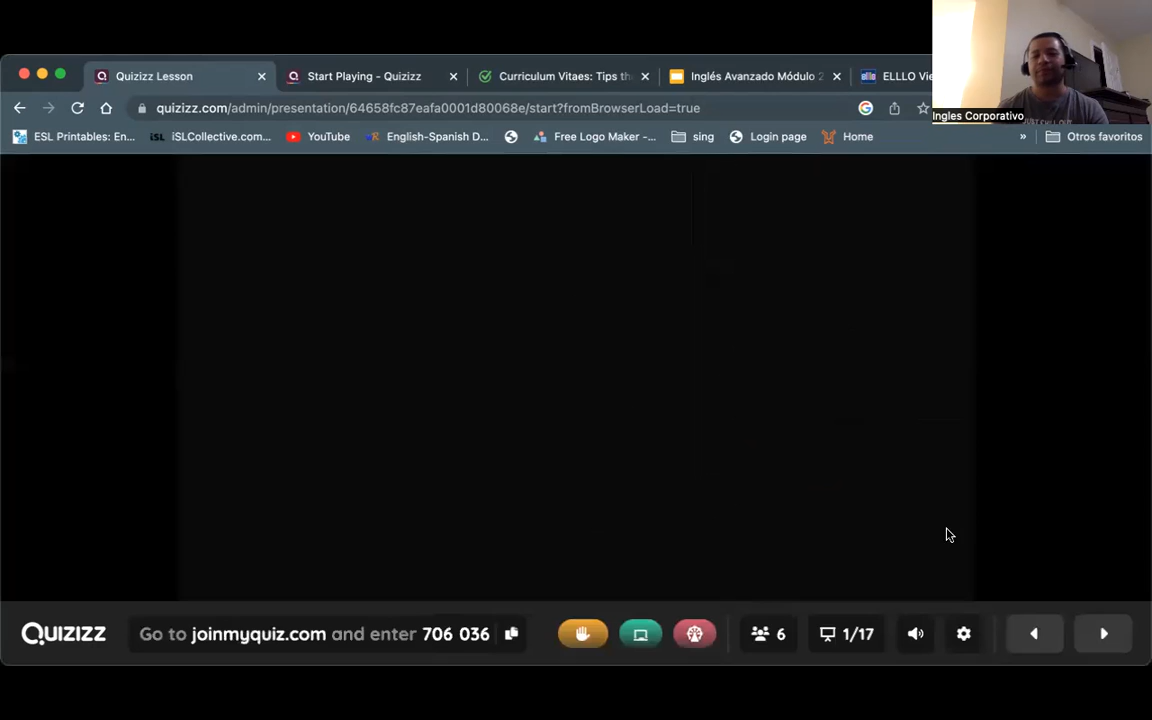 Quizizz Lesson
Start Playing - Quizizz
Curriculum Vitaes: Tips th
Inglés Avanzado Módulo 2
ELLLO Vie
quizizz.com/admin/presentation/64658fc87eafa0001d80068e/start?fromBrowserLoad=true
Ingles Corporativo
ESL Printables: En...
iSL iSLCollective.com...
YouTube
English-Spanish D...
Free Logo Maker -...
sing
Login page
Home
»
Otros favoritos
QUIZIZZ
Go to joinmyquiz.com and enter 706 036
6
1/17